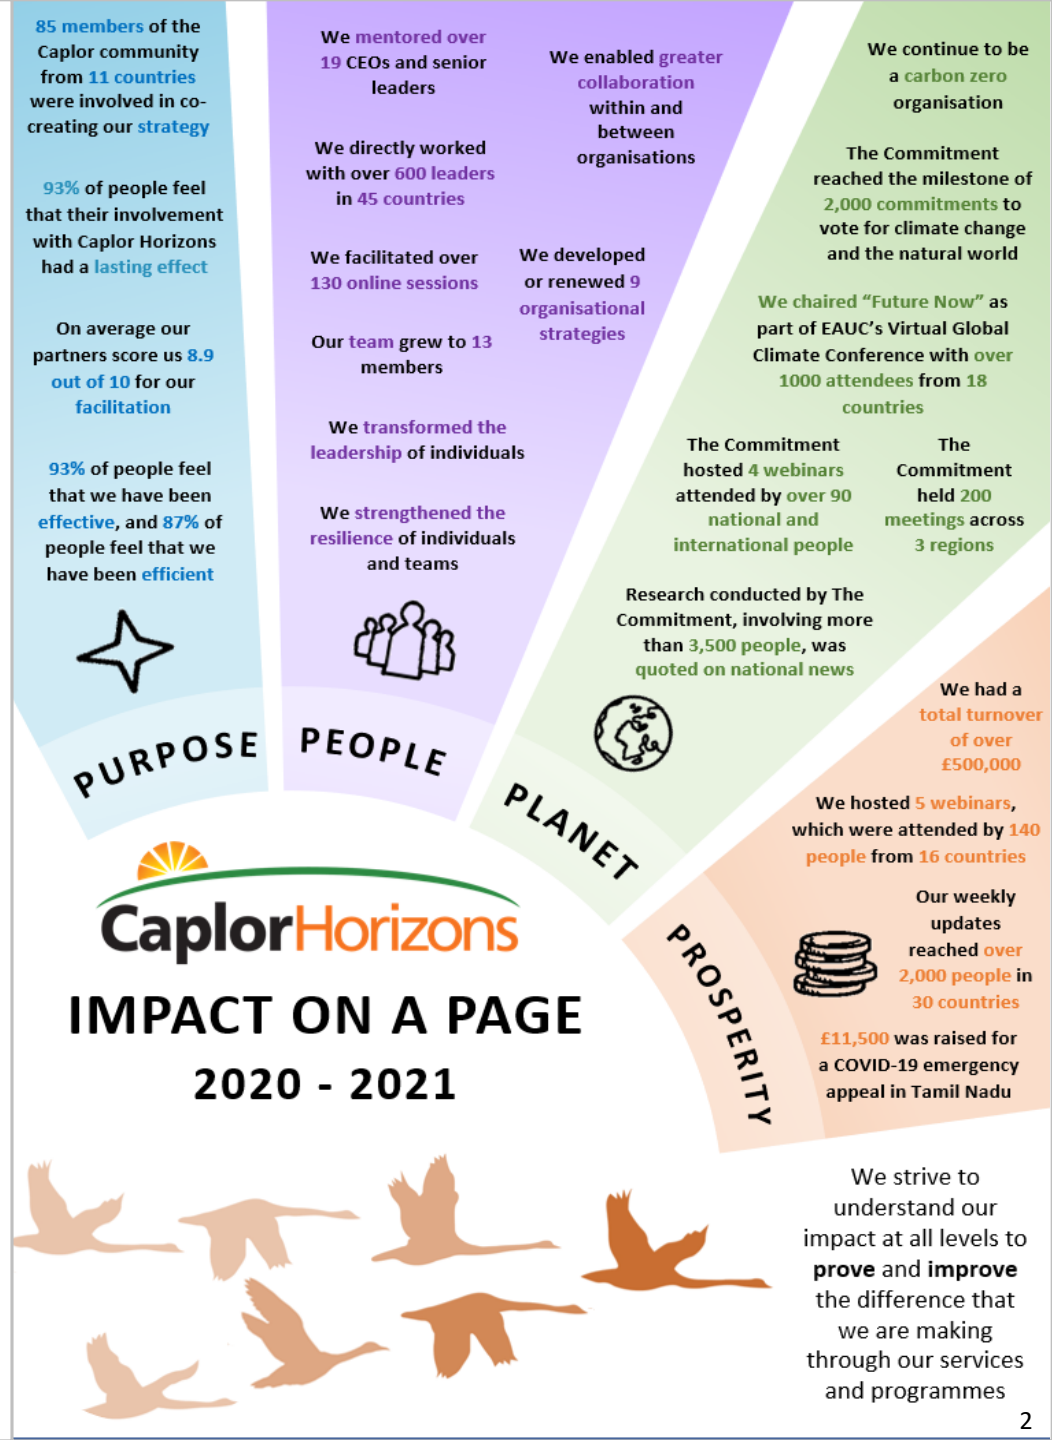 85 members of the
Caplor community
from 11 countries
were involved in co-
creating our strategy
93% of people feel
that their involvement
with Caplor Horizons
had a lasting effect
On average our
partners score us 8.9
out of 10 for our
facilitation
93% of people feel
that we have been
effective, and 87% of
people feel that we
have been efficient
PURPOSE
We mentored over
19 CEOs and senior
leaders
We directly worked
with over 600 leaders
in 45 countries
We facilitated over
130 online sessions
Our team grew to 13
members
We transformed the
leadership of individuals
We strengthened the
resilience of individuals
and teams
We enabled greater
collaboration
within and
between
organisations
We developed
or renewed 9
organisational
strategies
PEOPLE
We continue to be
a carbon zero
organisation
The Commitment
reached the milestone of
2,000 commitments to
vote for climate change
and the natural world
We chaired “Future Now” as
part of EAUC’s Virtual Global
Climate Conference with over
1000 attendees from 18
countries
The Commitment
hosted 4 webinars
attended by over 90
national and
international people
The
Commitment
held 200
meetings across
3 regions
Research conducted by The
Commitment, involving more
than 3,500 people, was
quoted on national news
PLANET
We had a
total turnover
of over
£500,000
We hosted 5 webinars,
which were attended by 140
people from 16 countries
Our weekly
updates
reached over
2,000 people in
30 countries
£11,500 was raised for
a COVID-19 emergency
appeal in Tamil Nadu
PROSPERITY
CaplorHorizons
IMPACT ON A PAGE
2020 - 2021
We strive to
understand our
impact at all levels to
prove and improve
the difference that
we are making
through our services
and programmes
2